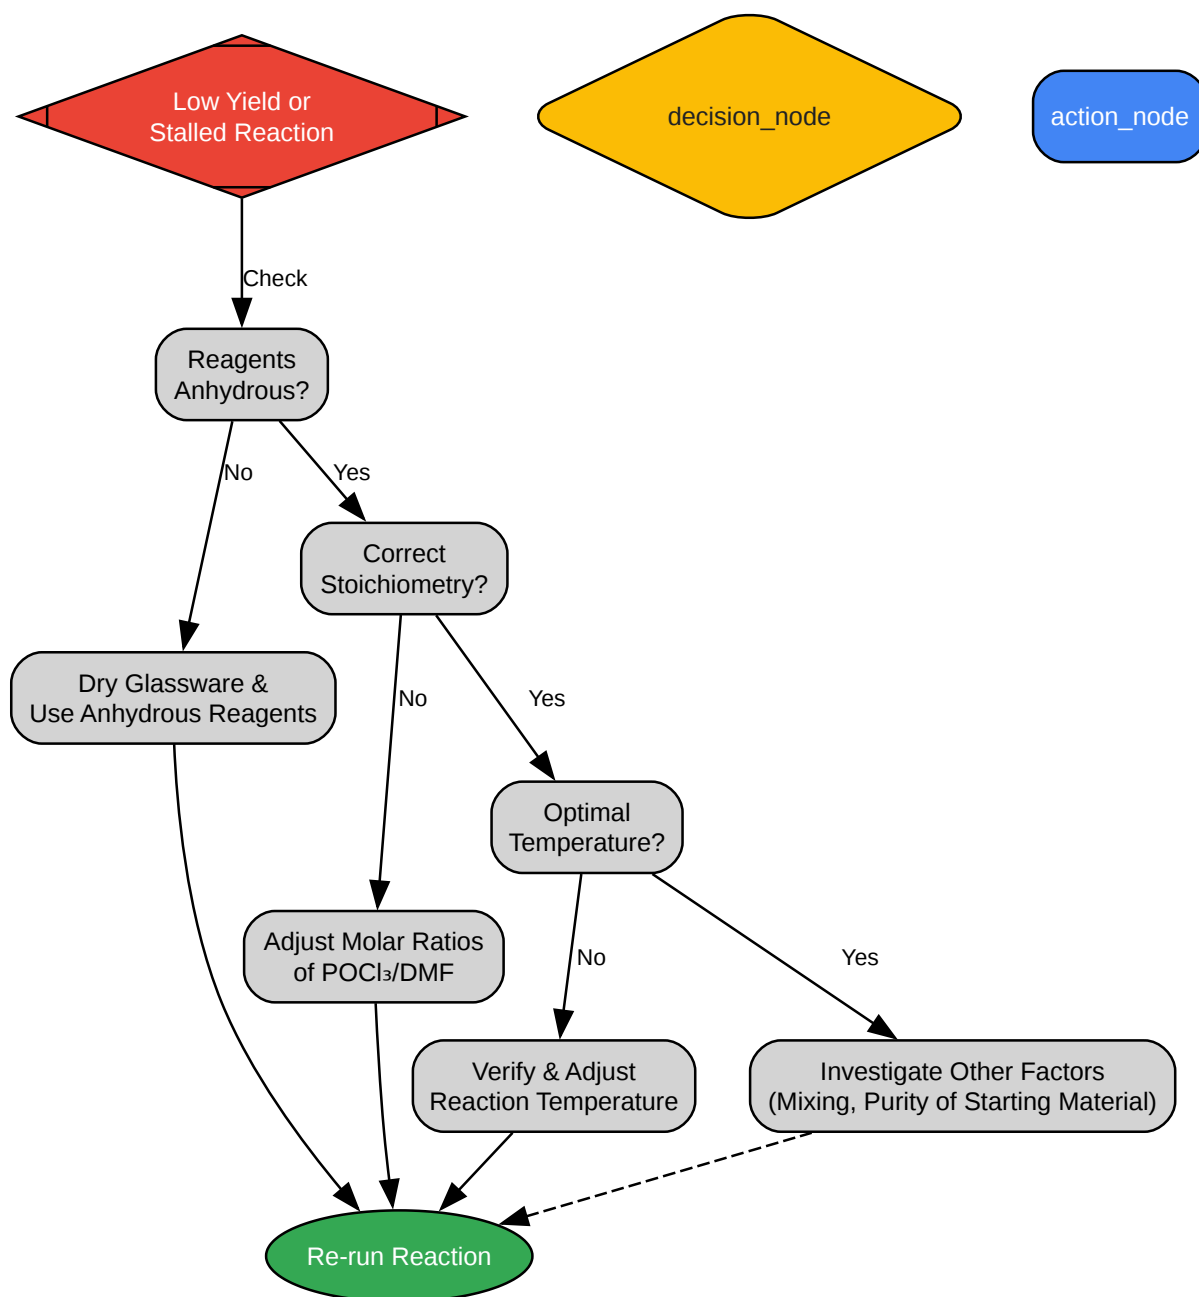 Low Yield or
Stalled Reaction
decision_node
action_node
Check
Reagents
Anhydrous?
No
Yes
Correct
Stoichiometry?
Dry Glassware &
Use Anhydrous Reagents
No
Yes
Optimal
Temperature?
Adjust Molar Ratios
of POCl₃/DMF
No
Yes
Verify & Adjust
Reaction Temperature
Investigate Other Factors
(Mixing, Purity of Starting Material)
Re-run Reaction